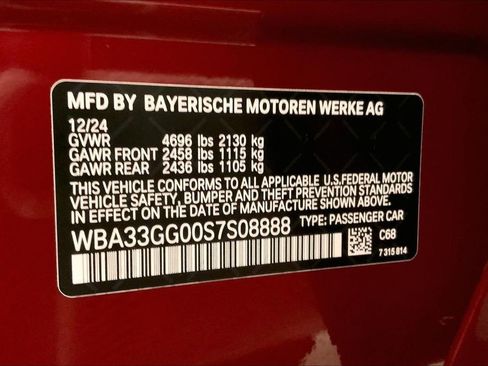 MFD BY BAYERISCHE MOTOREN WERKE AG
12/24
GVWR 4696 lbs 2130 kg
GAWR FRONT 2458 lbs 1115 kg
GAWR REAR 2436 lbs 1105 kg
THIS VEHICLE CONFORMS TO ALL APPLICABLE U.S.FEDERAL MOTOR
VEHICLE SAFETY, BUMPER AND THEFT PREVENTION STANDARDS
IN EFFECT ON THE DATE OF MANUFACTURE SHOWN ABOVE.
WBA33GG00S7S08888 TYPE: PASSENGER CAR
C68
7 315 814